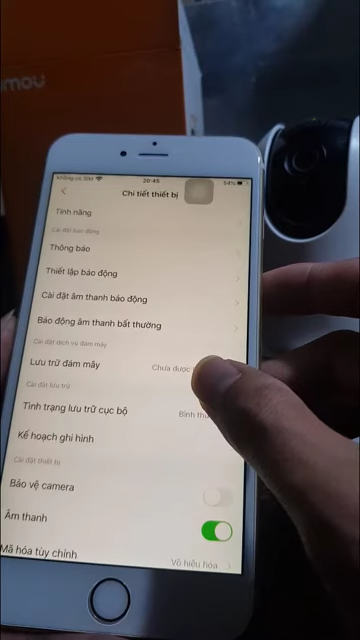 mou
Không có SIM 20:45 54%
Chi tiết thiết bị
Tính năng
Cài đặt báo động
Thông báo
Thiết lập báo động
Cài đặt âm thanh báo động
Báo động âm thanh bất thường
Cài đặt dịch vụ đám mây
Lưu trữ đám mây Chưa được
Cài đặt lưu trữ
Tình trạng lưu trữ cục bộ Bình thư
Kế hoạch ghi hình
Cài đặt thiết bị
Bảo vệ camera
Âm thanh
Mã hóa tùy chỉnh Vô hiệu hóa